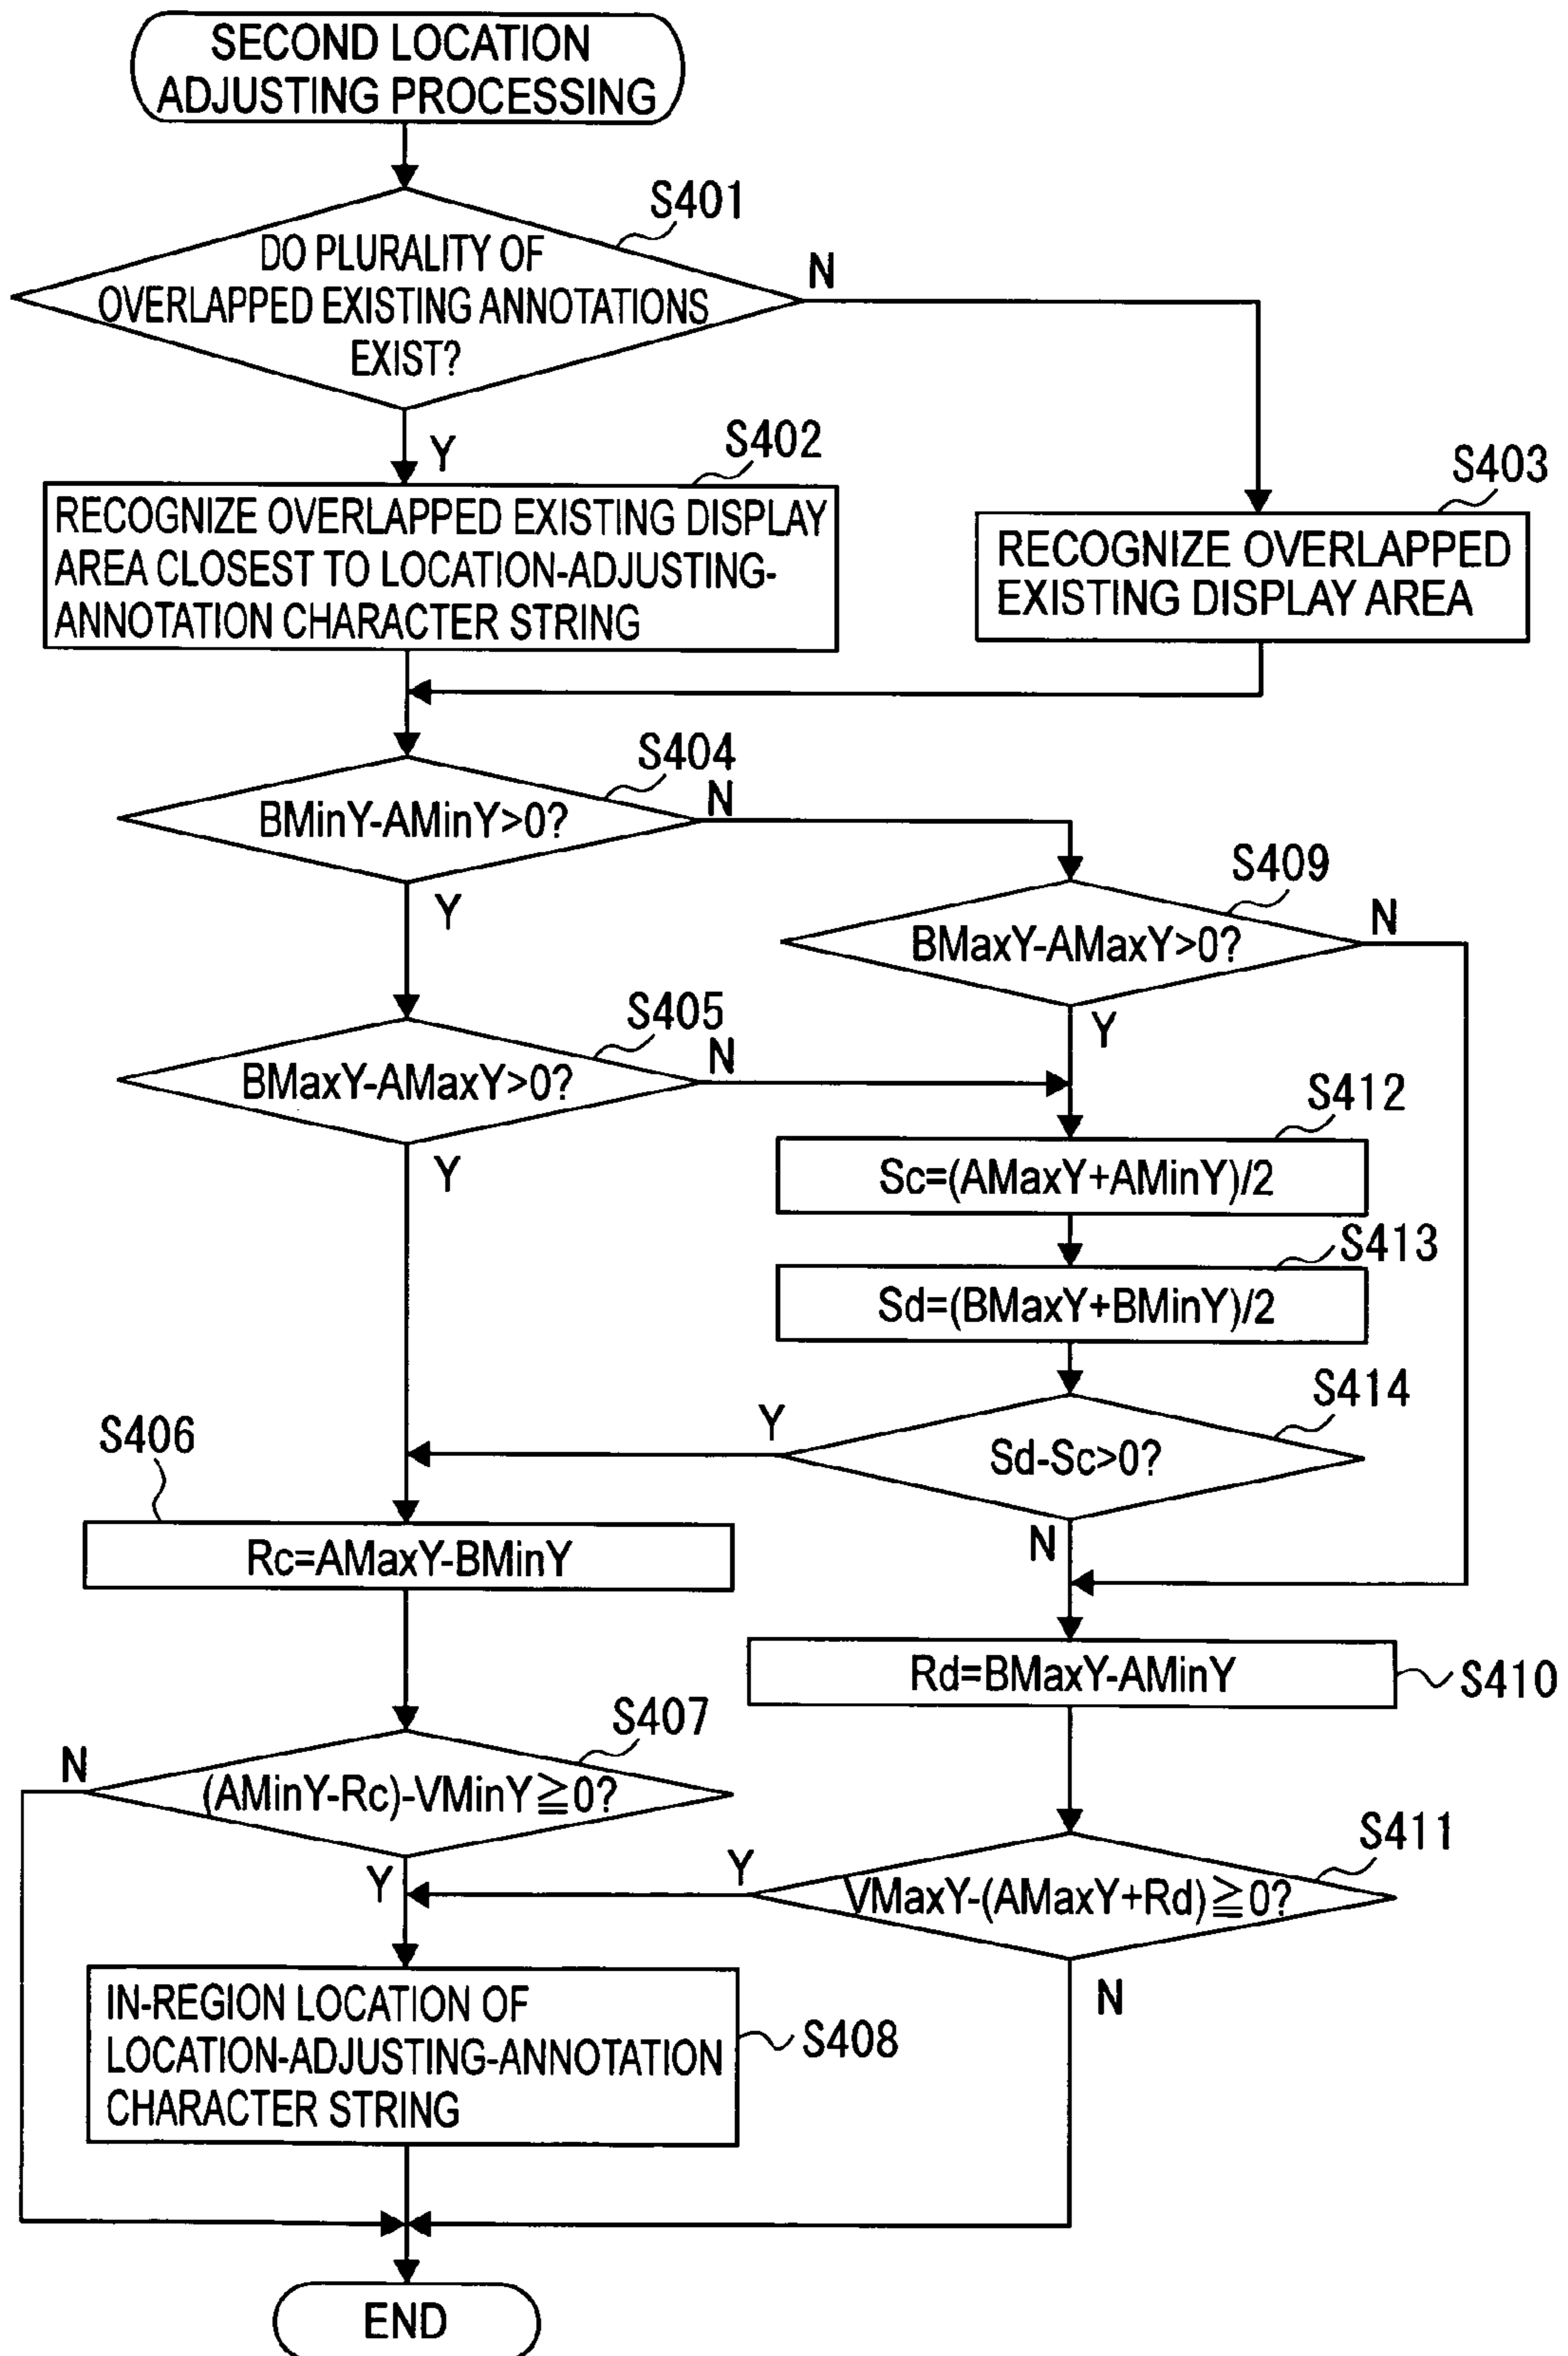 SECOND LOCATION
ADJUSTING PROCESSING
S401
DO PLURALITY OF
OVERLAPPED EXISTING ANNOTATIONS
EXIST?
N
Y
S402
RECOGNIZE OVERLAPPED EXISTING DISPLAY
AREA CLOSEST TO LOCATION-ADJUSTING-
ANNOTATION CHARACTER STRING
S403
RECOGNIZE OVERLAPPED
EXISTING DISPLAY AREA
S404
BMinY-AMinY>0?
N
Y
S409
BMaxY-AMaxY>0?
N
Y
S405
BMaxY-AMaxY>0?
N
Y
S412
Sc=(AMaxY+AMinY)/2
S413
Sd=(BMaxY+BMinY)/2
S414
Sd-Sc>0?
Y
N
S406
Rc=AMaxY-BMinY
Rd=BMaxY-AMinY
S410
S407
(AMinY-Rc)-VMinY≧0?
N
Y
S411
VMaxY-(AMaxY+Rd)≧0?
Y
N
IN-REGION LOCATION OF
LOCATION-ADJUSTING-ANNOTATION
CHARACTER STRING
S408
END